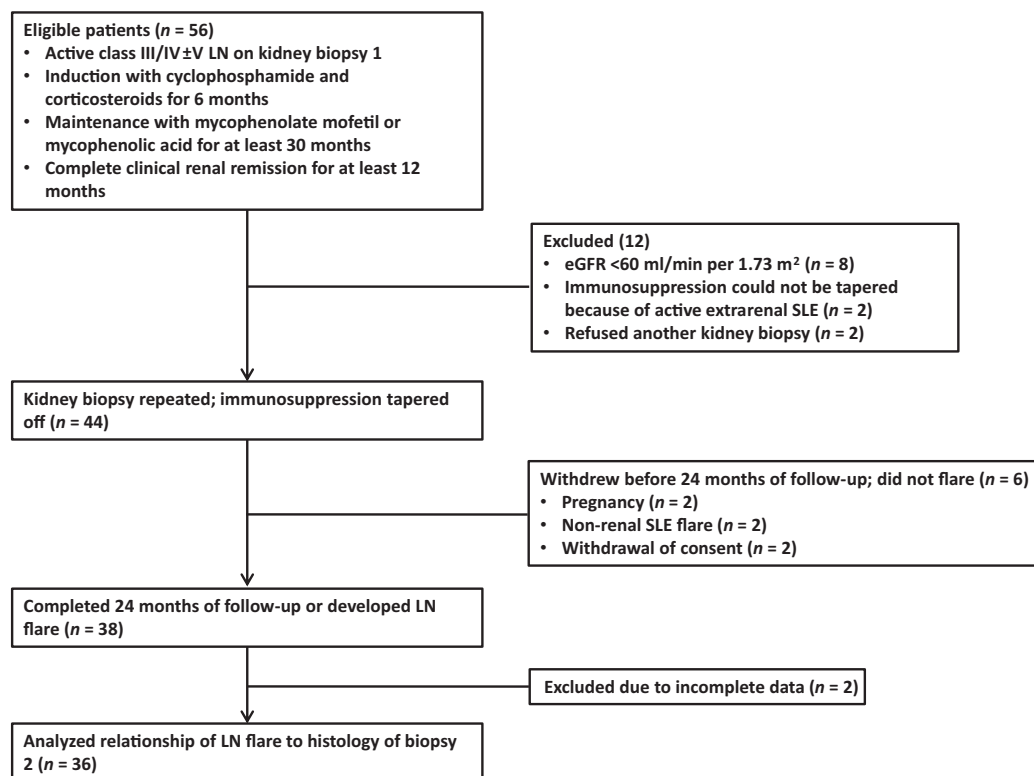 Eligible patients (n = 56)
• Active class III/IV±V LN on kidney biopsy 1
• Induction with cyclophosphamide and
corticosteroids for 6 months
• Maintenance with mycophenolate mofetil or
mycophenolic acid for at least 30 months
• Complete clinical renal remission for at least 12
months
Excluded (12)
• eGFR <60 ml/min per 1.73 m² (n = 8)
• Immunosuppression could not be tapered
because of active extrarenal SLE (n = 2)
• Refused another kidney biopsy (n = 2)
Kidney biopsy repeated; immunosuppression tapered
off (n = 44)
Withdrew before 24 months of follow-up; did not flare (n = 6)
• Pregnancy (n = 2)
• Non-renal SLE flare (n = 2)
• Withdrawal of consent (n = 2)
Completed 24 months of follow-up or developed LN
flare (n = 38)
Excluded due to incomplete data (n = 2)
Analyzed relationship of LN flare to histology of biopsy
2 (n = 36)